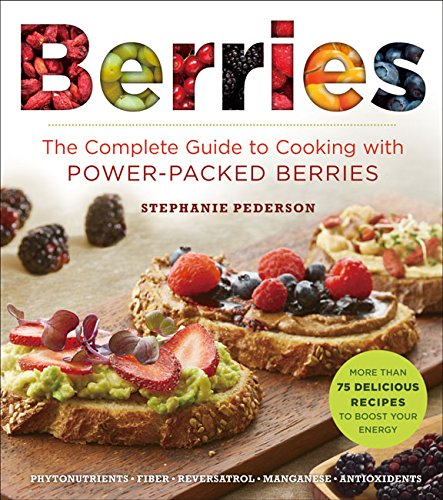 Berries
The Complete Guide to Cooking with
POWER-PACKED BERRIES
STEPHANIE PEDERSON
MORE THAN
75 DELICIOUS
RECIPES
TO BOOST YOUR
ENERGY
PHYTONUTRIENTS • FIBER • REVERSATROL • MANGANESE • ANTIOXIDENTS